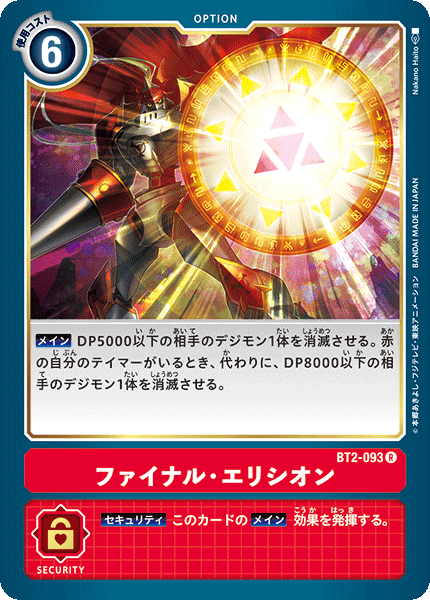 使用コスト
6
OPTION
Nakano Haito
©本郷あきよし・フジテレビ・東映アニメーション BANDAI MADE IN JAPAN
メイン DP5000以下の相手のデジモン1体を消滅させる。赤
の自分のテイマーがいるとき、代わりに、DP8000以下の相
手のデジモン1体を消滅させる。
BT2-093 R
ファイナル・エリシオン
セキュリティ このカードの メイン 効果を発揮する。
SECURITY